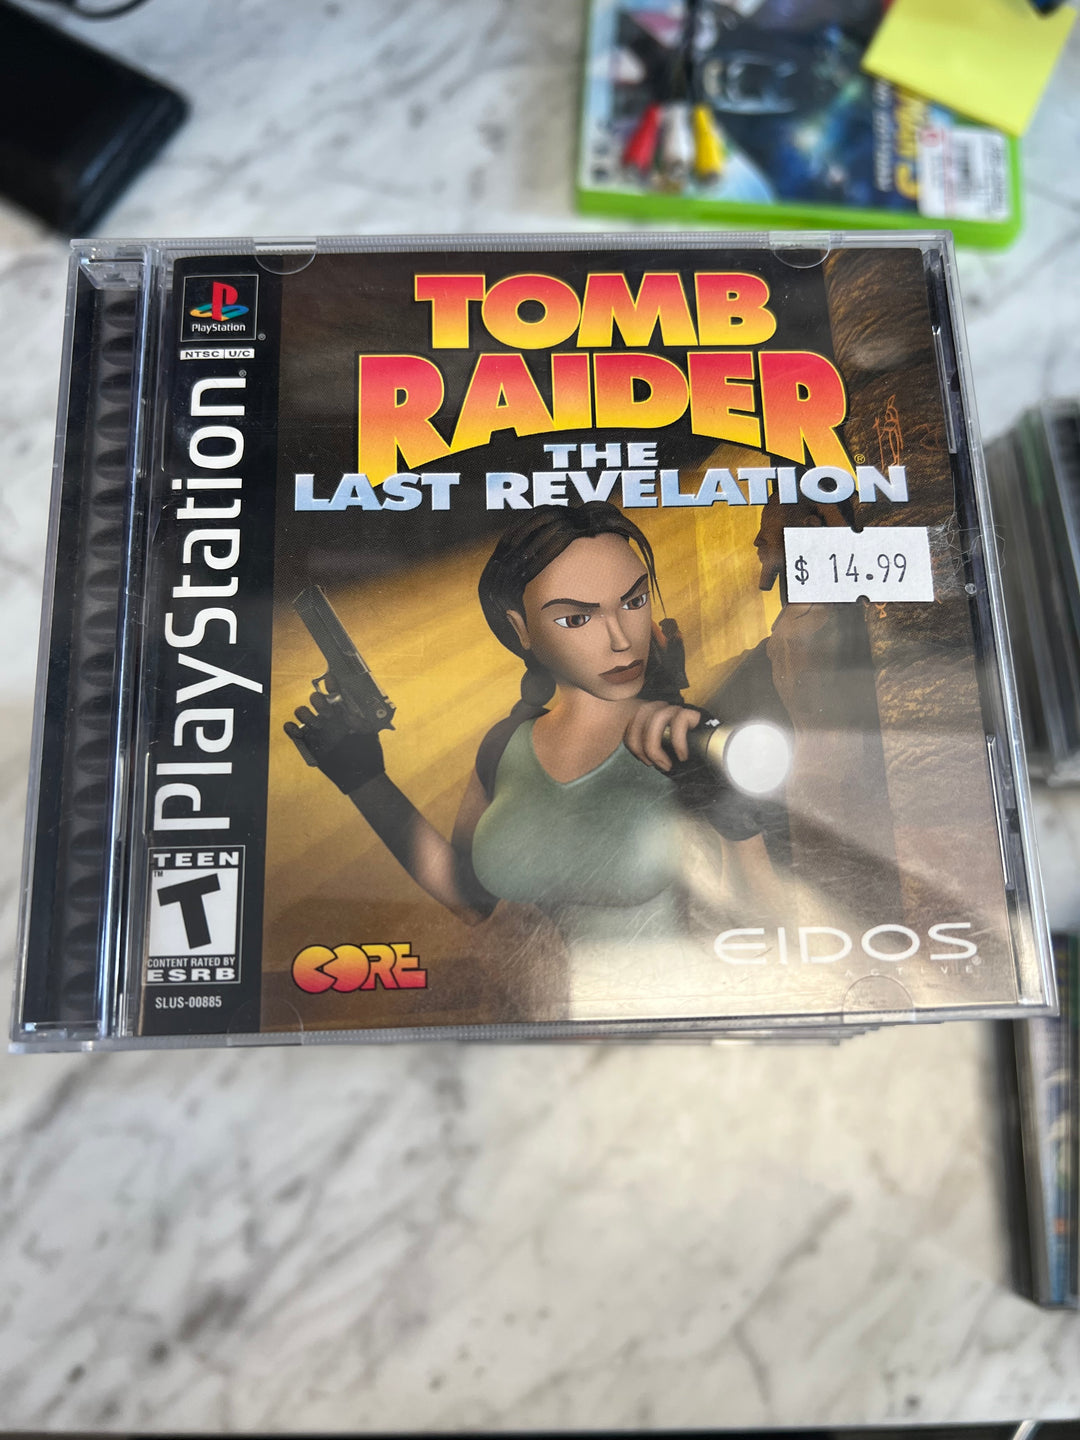 PlayStation
NTSC U/C
PlayStation
TOMB
RAIDER
THE
LAST REVELATION
$ 14.99
TEEN
T
CONTENT RATED BY
ESRB
SLUS-00885
CORE
EIDOS